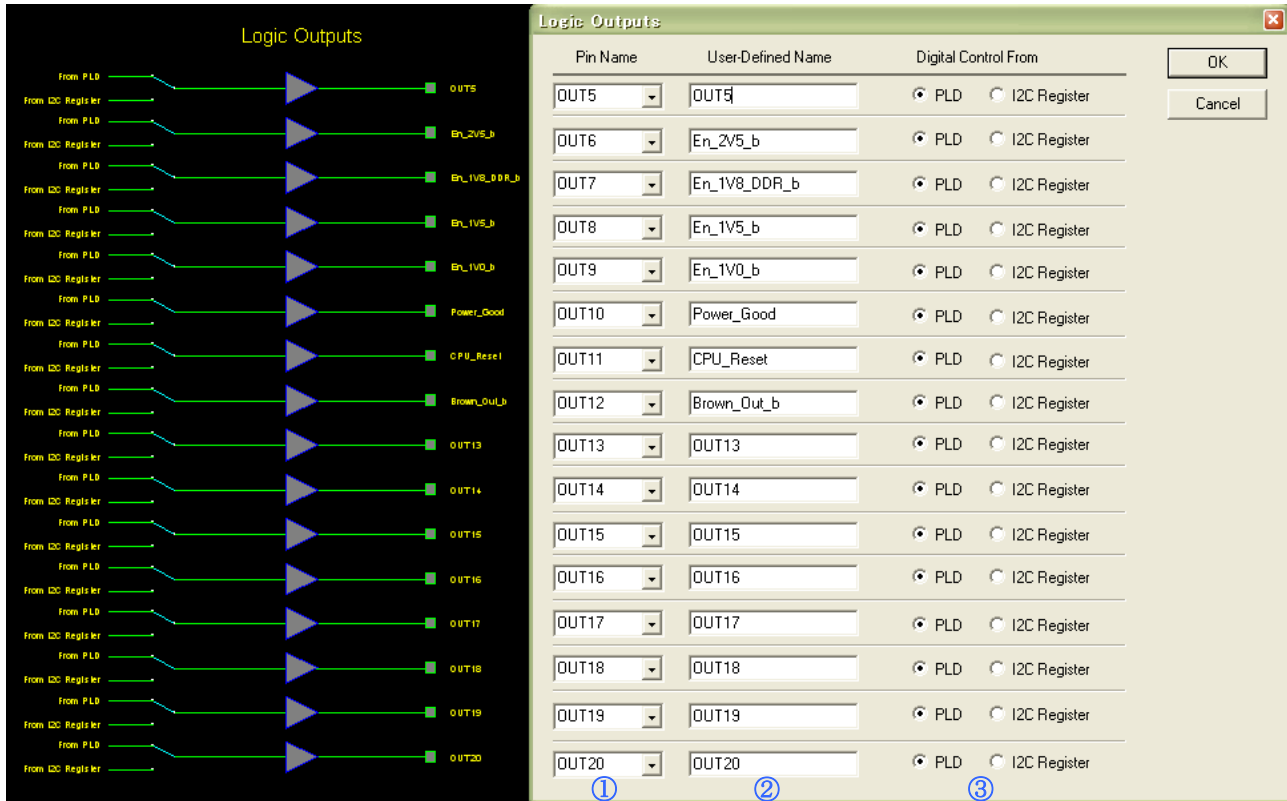 Logic Outputs
From PLD
From I2C Register
OUT5
From PLD
From I2C Register
En_2V5_b
From PLD
From I2C Register
En_1V8_DDR_b
From PLD
From I2C Register
En_1V5_b
From PLD
From I2C Register
En_1V0_b
From PLD
From I2C Register
Power_Good
From PLD
From I2C Register
CPU_Reset
From PLD
From I2C Register
Brown_Out_b
From PLD
From I2C Register
OUT13
From PLD
From I2C Register
OUT14
From PLD
From I2C Register
OUT15
From PLD
From I2C Register
OUT16
From PLD
From I2C Register
OUT17
From PLD
From I2C Register
OUT18
From PLD
From I2C Register
OUT19
From PLD
From I2C Register
OUT20
Logic Outputs
Pin Name User-Defined Name Digital Control From
OK
Cancel
OUT5 OUT5 PLD I2C Register
OUT6 En_2V5_b PLD I2C Register
OUT7 En_1V8_DDR_b PLD I2C Register
OUT8 En_1V5_b PLD I2C Register
OUT9 En_1V0_b PLD I2C Register
OUT10 Power_Good PLD I2C Register
OUT11 CPU_Reset PLD I2C Register
OUT12 Brown_Out_b PLD I2C Register
OUT13 OUT13 PLD I2C Register
OUT14 OUT14 PLD I2C Register
OUT15 OUT15 PLD I2C Register
OUT16 OUT16 PLD I2C Register
OUT17 OUT17 PLD I2C Register
OUT18 OUT18 PLD I2C Register
OUT19 OUT19 PLD I2C Register
OUT20 OUT20 PLD I2C Register
① ② ③